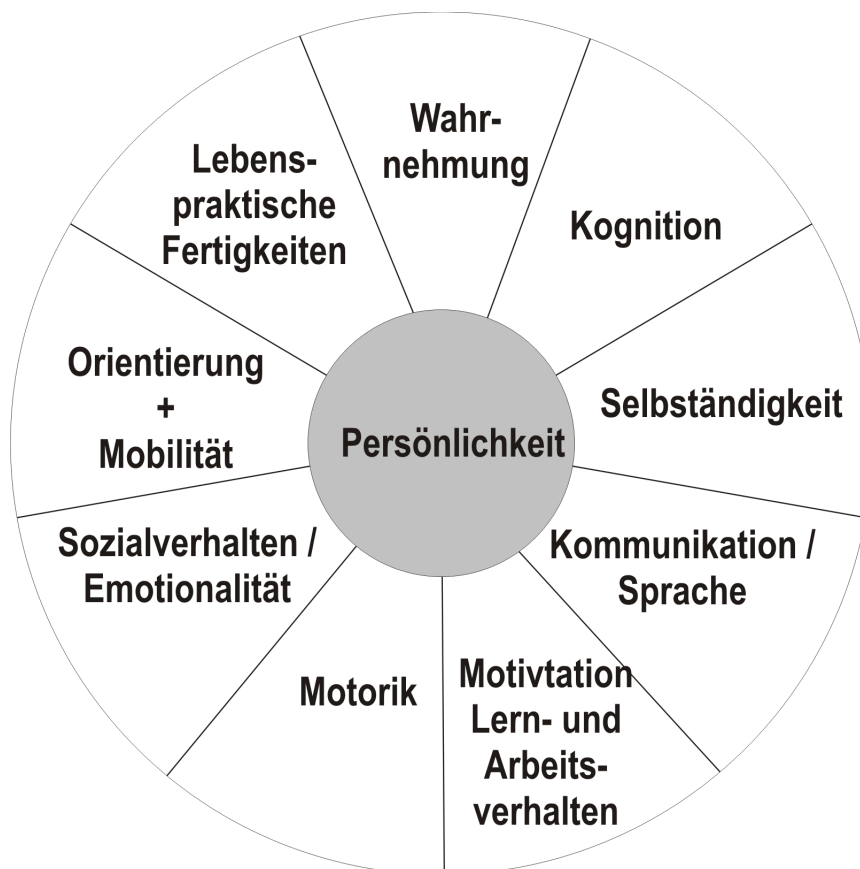 Wahr-
nehmung
Kognition
Selbständigkeit
Kommunikation /
Sprache
Motivtation
Lern- und
Arbeits-
verhalten
Motorik
Sozialverhalten /
Emotionalität
Orientierung
+
Mobilität
Lebens-
praktische
Fertigkeiten
Persönlichkeit